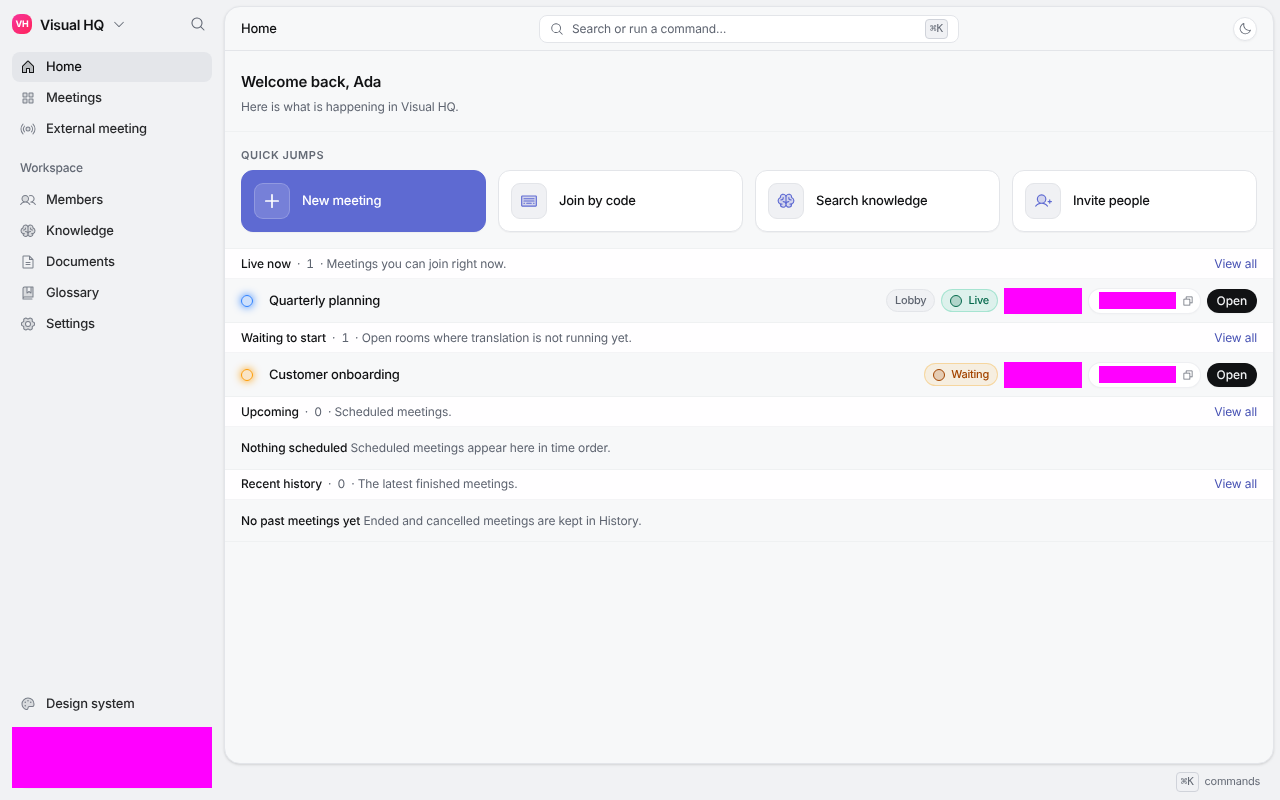 VH Visual HQ
Home
Meetings
External meeting
Workspace
Members
Knowledge
Documents
Glossary
Settings
Design system
Home
Search or run a command...
⌘K
Welcome back, Ada
Here is what is happening in Visual HQ.
QUICK JUMPS
New meeting
Join by code
Search knowledge
Invite people
Live now · 1 · Meetings you can join right now. View all
Quarterly planning Lobby Live Open
Waiting to start · 1 · Open rooms where translation is not running yet. View all
Customer onboarding Waiting Open
Upcoming · 0 · Scheduled meetings. View all
Nothing scheduled Scheduled meetings appear here in time order.
Recent history · 0 · The latest finished meetings. View all
No past meetings yet Ended and cancelled meetings are kept in History.
⌘K commands